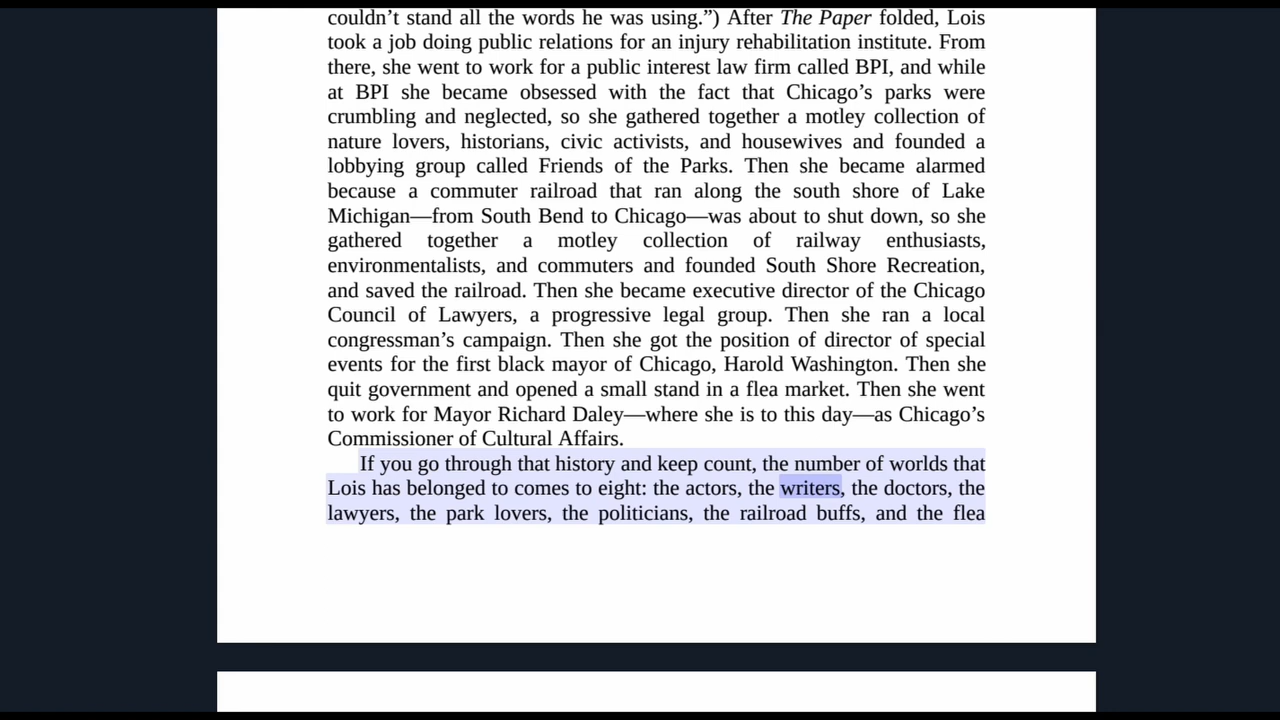 couldn’t stand all the words he was using.”) After The Paper folded, Lois
took a job doing public relations for an injury rehabilitation institute. From
there, she went to work for a public interest law firm called BPI, and while
at BPI she became obsessed with the fact that Chicago’s parks were
crumbling and neglected, so she gathered together a motley collection of
nature lovers, historians, civic activists, and housewives and founded a
lobbying group called Friends of the Parks. Then she became alarmed
because a commuter railroad that ran along the south shore of Lake
Michigan—from South Bend to Chicago—was about to shut down, so she
gathered together a motley collection of railway enthusiasts,
environmentalists, and commuters and founded South Shore Recreation,
and saved the railroad. Then she became executive director of the Chicago
Council of Lawyers, a progressive legal group. Then she ran a local
congressman’s campaign. Then she got the position of director of special
events for the first black mayor of Chicago, Harold Washington. Then she
quit government and opened a small stand in a flea market. Then she went
to work for Mayor Richard Daley—where she is to this day—as Chicago’s
Commissioner of Cultural Affairs.
If you go through that history and keep count, the number of worlds that
Lois has belonged to comes to eight: the actors, the writers, the doctors, the
lawyers, the park lovers, the politicians, the railroad buffs, and the flea